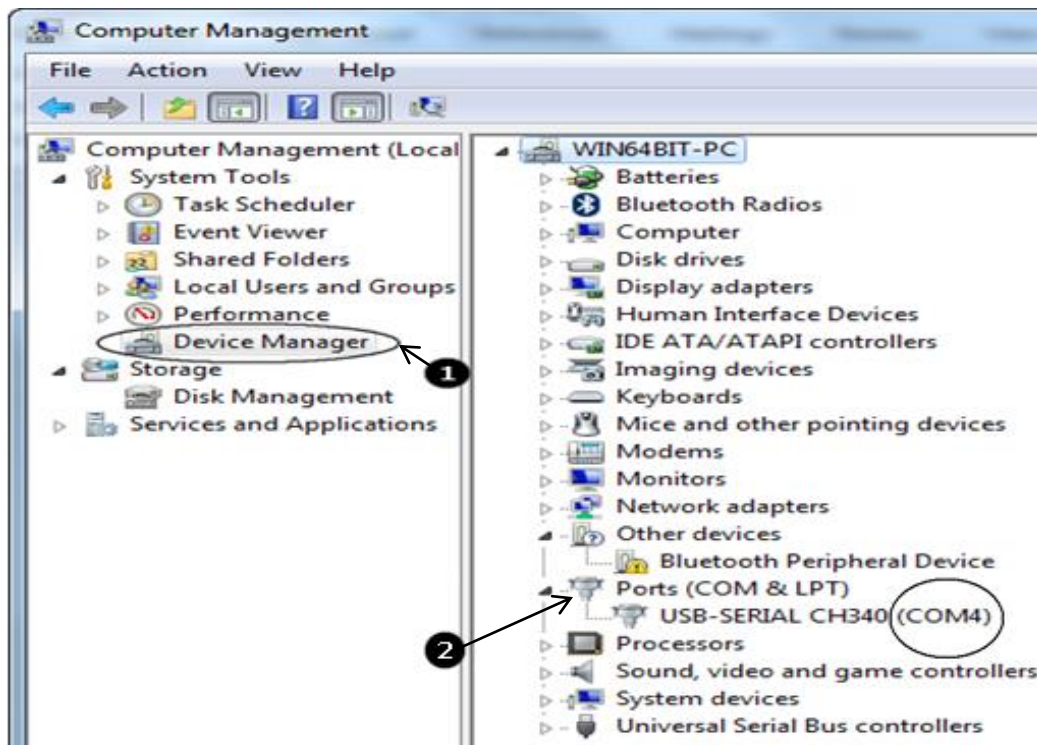 Computer Management
File Action View Help
Computer Management (Local
System Tools
Task Scheduler
Event Viewer
Shared Folders
Local Users and Groups
Performance
Device Manager
1
Storage
Disk Management
Services and Applications
WIN64BIT-PC
Batteries
Bluetooth Radios
Computer
Disk drives
Display adapters
Human Interface Devices
IDE ATA/ATAPI controllers
Imaging devices
Keyboards
Mice and other pointing devices
Modems
Monitors
Network adapters
Other devices
Bluetooth Peripheral Device
Ports (COM & LPT)
USB-SERIAL CH340 (COM4)
2
Processors
Sound, video and game controllers
System devices
Universal Serial Bus controllers